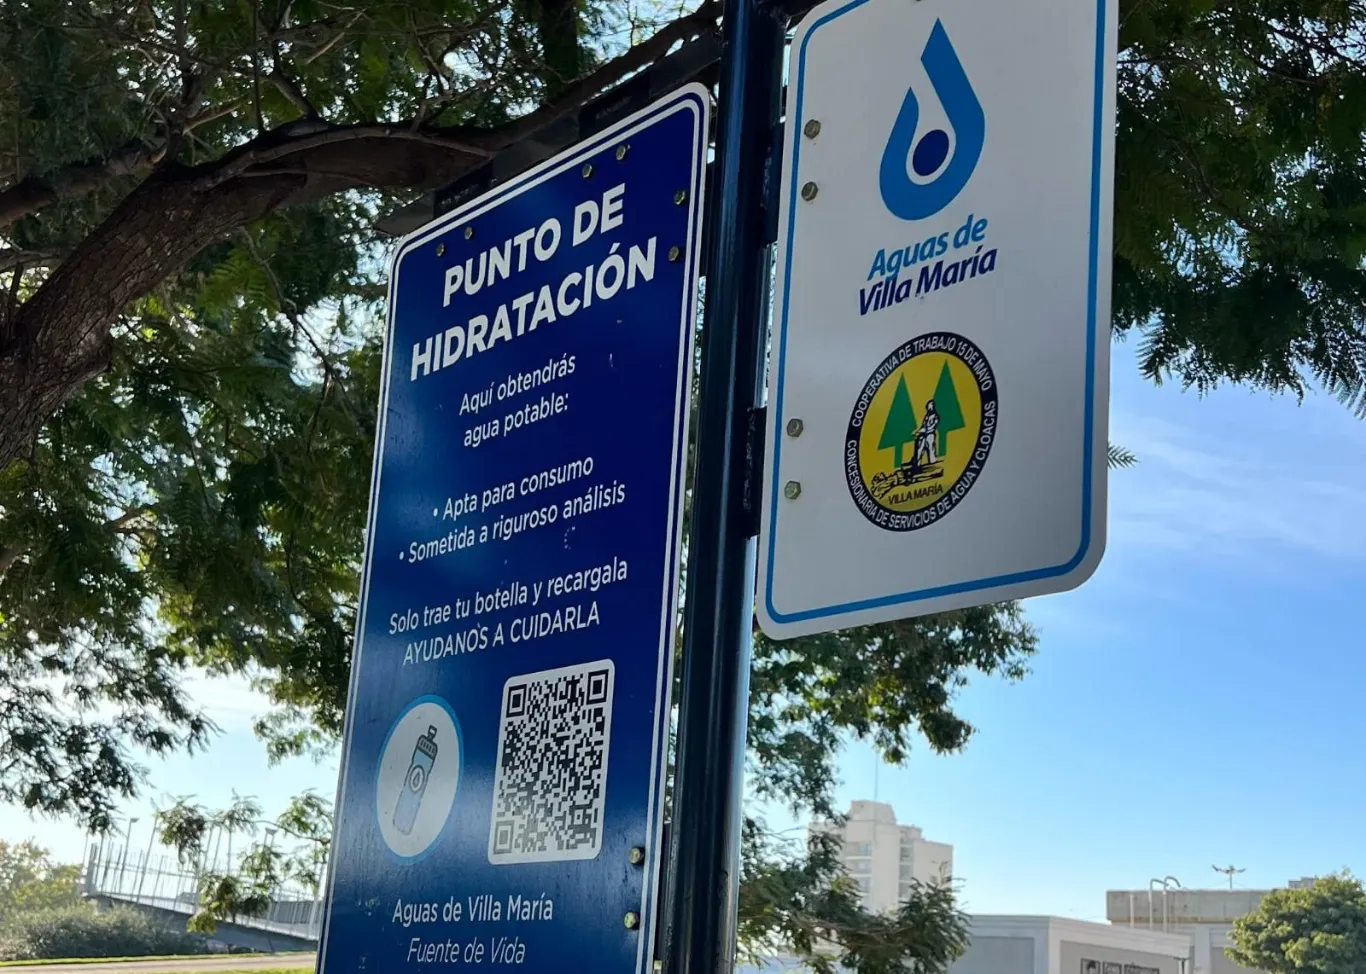 PUNTO DE
HIDRATACIÓN
Aquí obtendrás
agua potable:
• Apta para consumo
• Sometida a riguroso análisis
Solo trae tu botella y recargala
AYUDANOS A CUIDARLA
Aguas de Villa María
Fuente de Vida
Aguas de
Villa María
COOPERATIVA DE TRABAJO 15 DE MAYO
CONCESIONARIA DE SERVICIOS DE AGUA Y CLOACAS
VILLA MARÍA